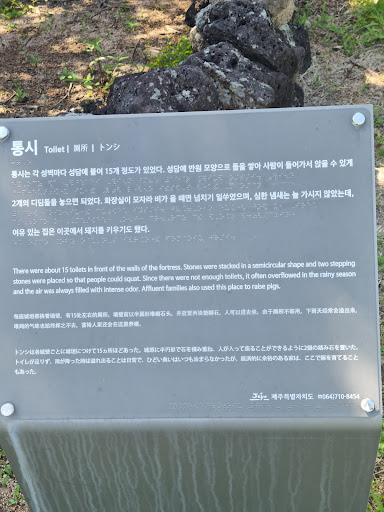 통시 Toilet | 厕所 | トンシ
통시는 각 성벽마다 성담에 붙어 15개 정도가 있었다. 성담에 반원 모양으로 돌을 쌓아 사람이 들어가서 앉을 수 있게
2개의 디딤돌을 놓으면 되었다. 화장실이 모자라 비가 올 때면 넘치기 일쑤였으며, 심한 냄새는 늘 가시지 않았는데,
여유 있는 집은 이곳에서 돼지를 키우기도 했다.
There were about 15 toilets in front of the walls of the fortress. Stones were stacked in a semicircular shape and two stepping
stones were placed so that people could squat. Since there were not enough toilets, it often overflowed in the rainy season
and the air was always filled with intense odor. Affluent families also used this place to raise pigs.
トンシは各城壁ごとに城垣につけて15ヵ所ほどあった。城垣に半円形で石を積み重ね、人が入って座ることができるように2個の踏み石を置いた。
トイレが足りず、雨が降った時は溢れ出ることは日常で、ひどい臭いはいつも治まらなかったが、経済的に余裕のある家は、ここで豚を育てること
もあった。
Jeju 제주특별자치도 ☎064)710-8454